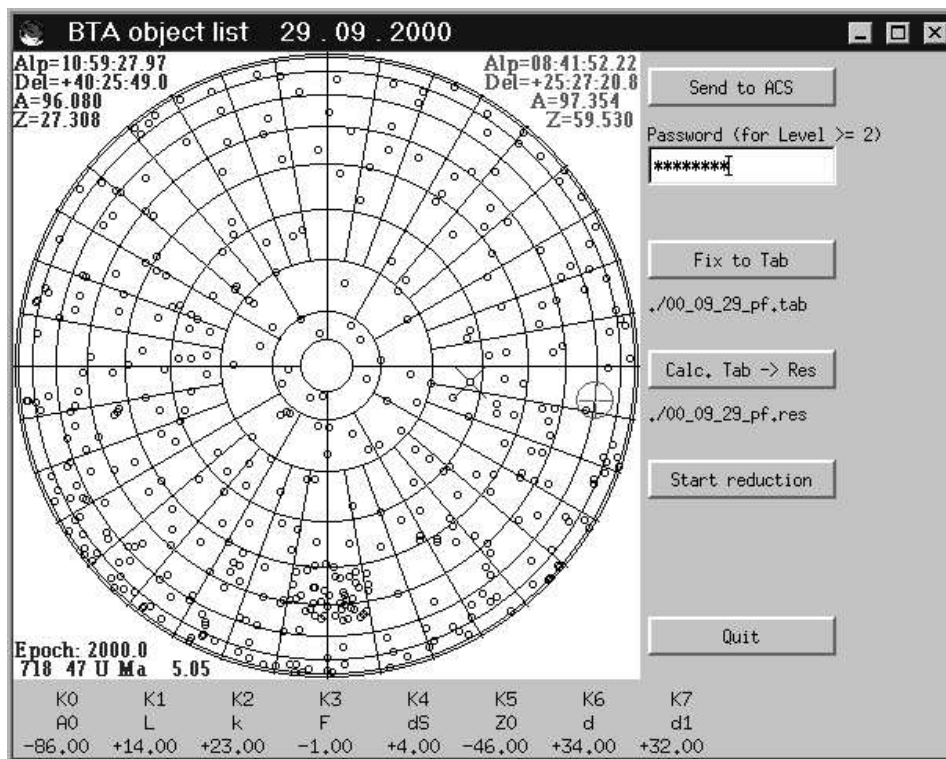 BTA object list 29 . 09 . 2000
Alp=10:59:27.97
Del=+40:25:49.0
A=96.080
Z=27.308
Alp=08:41:52.22
Del=+25:27:20.8
A=97.354
Z=59.530
Send to ACS
Password (for Level >= 2)
********
Fix to Tab
./00_09_29_pf.tab
Calc. Tab -> Res
./00_09_29_pf.res
Start reduction
Quit
Epoch: 2000.0
718 47 U Ma 5.05
K0 K1 K2 K3 K4 K5 K6 K7
A0 L k F dS Z0 d d1
-86.00 +14.00 +23.00 -1.00 +4.00 -46.00 +34.00 +32.00